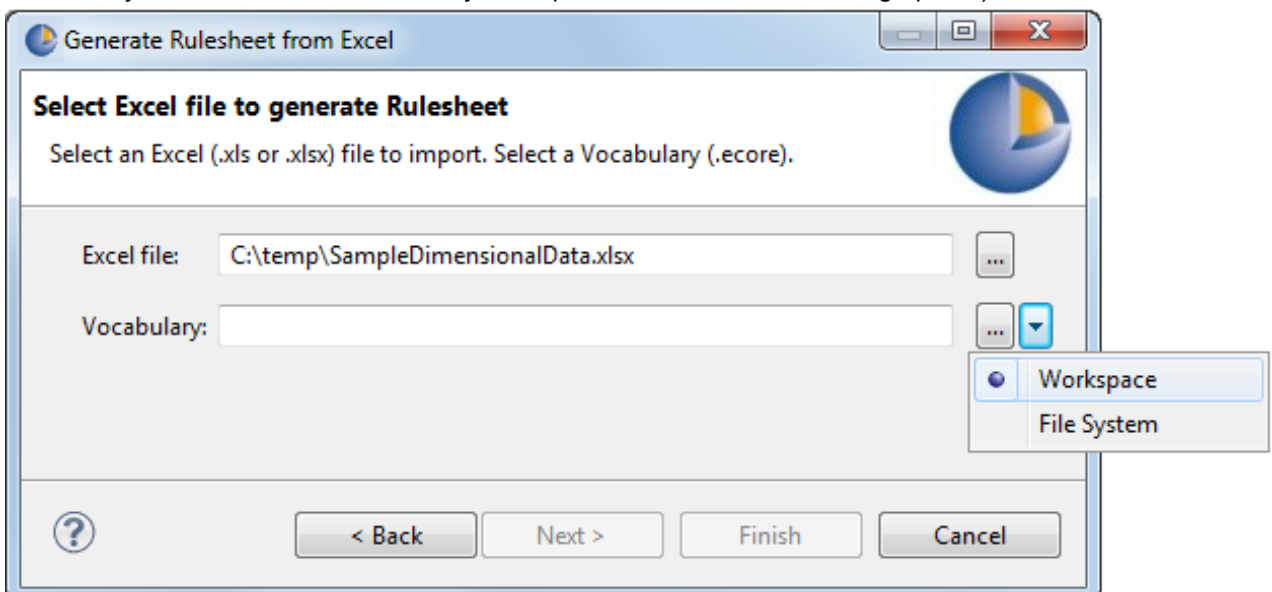 Generate Rulesheet from Excel
Select Excel file to generate Rulesheet
Select an Excel (.xls or .xlsx) file to import. Select a Vocabulary (.ecore).
Excel file: C:\temp\SampleDimensionalData.xlsx ...
Vocabulary: ...
Workspace
File System
? < Back Next > Finish Cancel